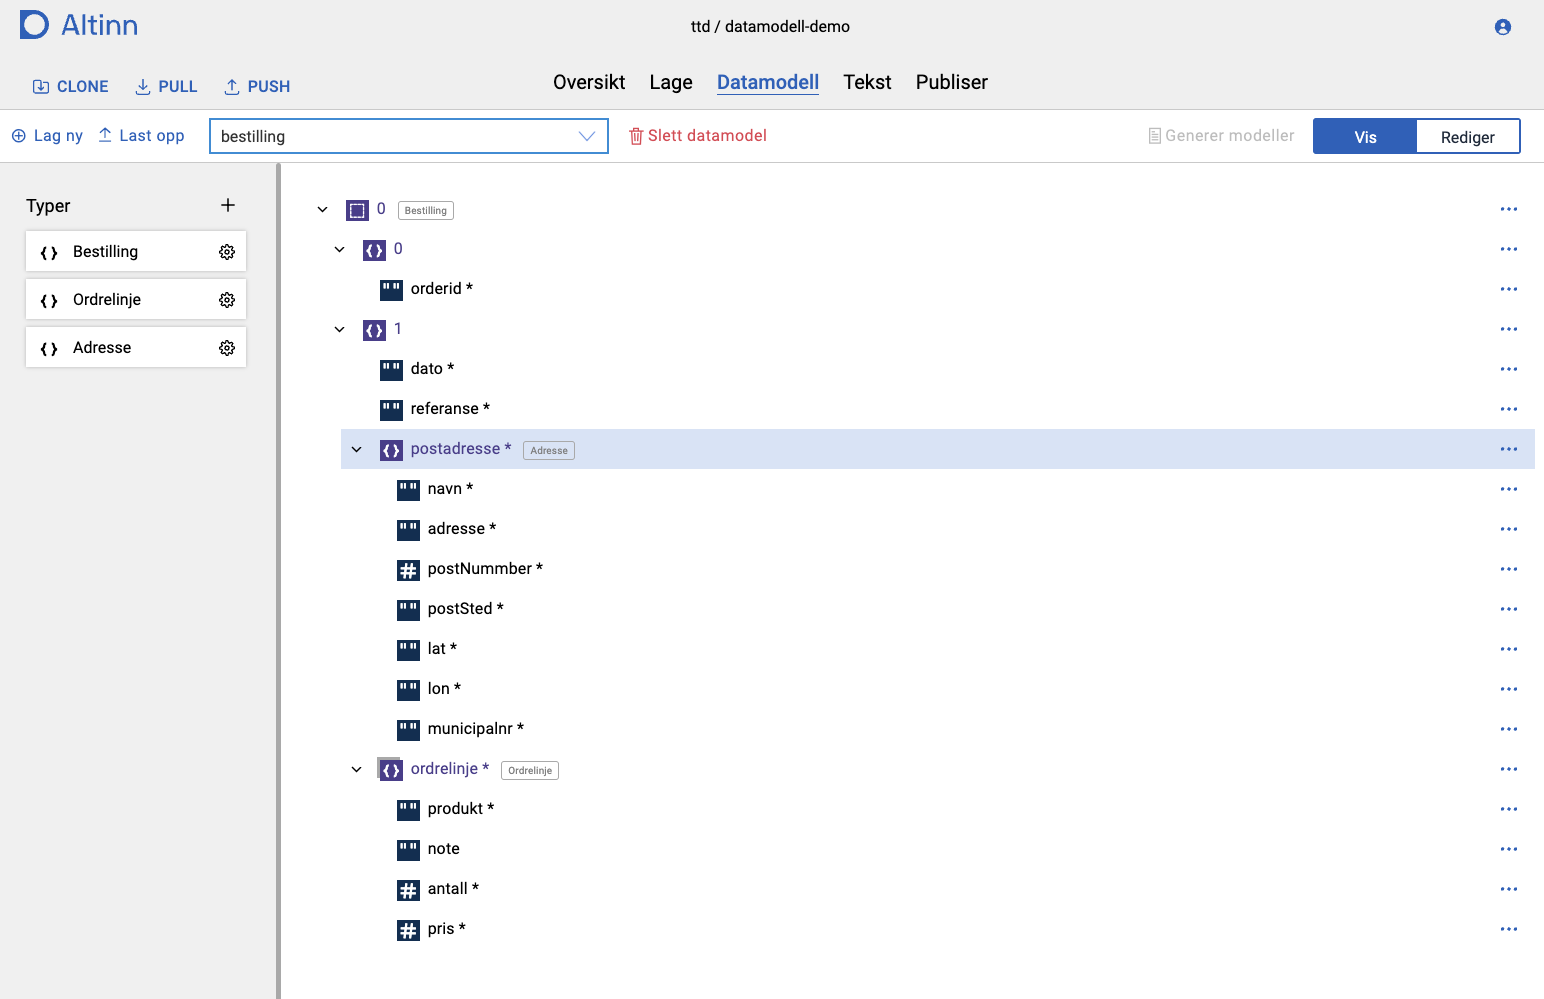 Altinn
ttd / datamodell-demo
CLONE PULL PUSH
Oversikt Lage Datamodell Tekst Publiser
Lag ny Last opp bestilling Slett datamodel Generer modeller Vis Rediger
Typer
Bestilling
Ordrelinje
Adresse
0 Bestilling
0
orderid *
1
dato *
referanse *
postadresse * Adresse
navn *
adresse *
postNummber *
postSted *
lat *
lon *
municipalnr *
ordrelinje * Ordrelinje
produkt *
note
antall *
pris *